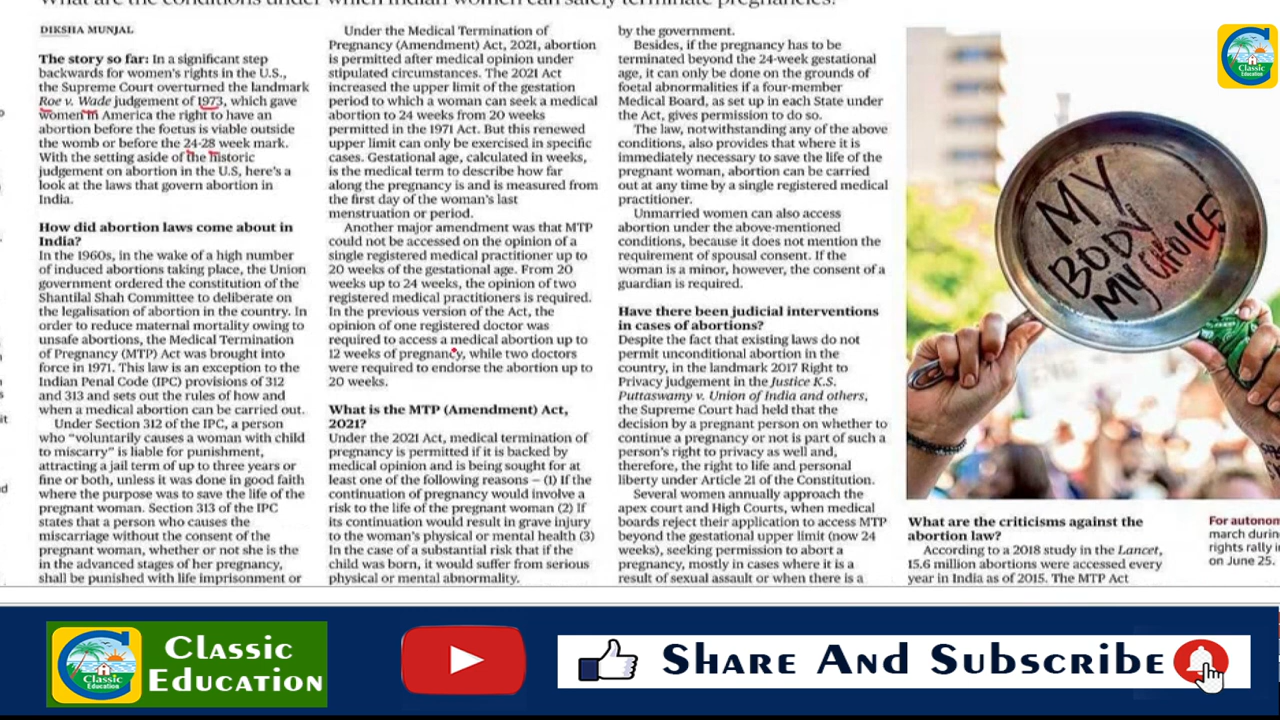 What are the conditions under which Indian women can safely terminate pregnancies?
DIKSHA MUNJAL
The story so far: In a significant step
backwards for women's rights in the U.S.,
the Supreme Court overturned the landmark
Roe v. Wade judgement of 1973, which gave
women in America the right to have an
abortion before the foetus is viable outside
the womb or before the 24-28 week mark.
With the setting aside of the historic
judgement on abortion in the U.S, here's a
look at the laws that govern abortion in
India.
How did abortion laws come about in
India?
In the 1960s, in the wake of a high number
of induced abortions taking place, the Union
government ordered the constitution of the
Shantilal Shah Committee to deliberate on
the legalisation of abortion in the country. In
order to reduce maternal mortality owing to
unsafe abortions, the Medical Termination
of Pregnancy (MTP) Act was brought into
force in 1971. This law is an exception to the
Indian Penal Code (IPC) provisions of 312
and 313 and sets out the rules of how and
when a medical abortion can be carried out.
Under Section 312 of the IPC, a person
who "voluntarily causes a woman with child
to miscarry" is liable for punishment,
attracting a jail term of up to three years or
fine or both, unless it was done in good faith
where the purpose was to save the life of the
pregnant woman. Section 313 of the IPC
states that a person who causes the
miscarriage without the consent of the
pregnant woman, whether or not she is the
in the advanced stages of her pregnancy,
shall be punished with life imprisonment or
Under the Medical Termination of
Pregnancy (Amendment) Act, 2021, abortion
is permitted after medical opinion under
stipulated circumstances. The 2021 Act
increased the upper limit of the gestation
period to which a woman can seek a medical
abortion to 24 weeks from 20 weeks
permitted in the 1971 Act. But this renewed
upper limit can only be exercised in specific
cases. Gestational age, calculated in weeks,
is the medical term to describe how far
along the pregnancy is and is measured from
the first day of the woman's last
menstruation or period.
Another major amendment was that MTP
could not be accessed on the opinion of a
single registered medical practitioner up to
20 weeks of the gestational age. From 20
weeks up to 24 weeks, the opinion of two
registered medical practitioners is required.
In the previous version of the Act, the
opinion of one registered doctor was
required to access a medical abortion up to
12 weeks of pregnancy, while two doctors
were required to endorse the abortion up to
20 weeks.
What is the MTP (Amendment) Act,
2021?
Under the 2021 Act, medical termination of
pregnancy is permitted if it is backed by
medical opinion and is being sought for at
least one of the following reasons – (1) If the
continuation of pregnancy would involve a
risk to the life of the pregnant woman (2) If
its continuation would result in grave injury
to the woman's physical or mental health (3)
In the case of a substantial risk that if the
child was born, it would suffer from serious
physical or mental abnormality.
by the government.
Besides, if the pregnancy has to be
terminated beyond the 24-week gestational
age, it can only be done on the grounds of
foetal abnormalities if a four-member
Medical Board, as set up in each State under
the Act, gives permission to do so.
The law, notwithstanding any of the above
conditions, also provides that where it is
immediately necessary to save the life of the
pregnant woman, abortion can be carried
out at any time by a single registered medical
practitioner.
Unmarried women can also access
abortion under the above-mentioned
conditions, because it does not mention the
requirement of spousal consent. If the
woman is a minor, however, the consent of a
guardian is required.
Have there been judicial interventions
in cases of abortions?
Despite the fact that existing laws do not
permit unconditional abortion in the
country, in the landmark 2017 Right to
Privacy judgement in the Justice K.S.
Puttaswamy v. Union of India and others,
the Supreme Court had held that the
decision by a pregnant person on whether to
continue a pregnancy or not is part of such a
person's right to privacy as well and,
therefore, the right to life and personal
liberty under Article 21 of the Constitution.
Several women annually approach the
apex court and High Courts, when medical
boards reject their application to access MTP
beyond the gestational upper limit (now 24
weeks), seeking permission to abort a
pregnancy, mostly in cases where it is a
result of sexual assault or when there is a
MY
BODY
MY CHOICE
What are the criticisms against the
abortion law?
According to a 2018 study in the Lancet,
15.6 million abortions were accessed every
year in India as of 2015. The MTP Act
For autonom
march durin
rights rally i
on June 25.
Classic
Education
Classic
Education
Classic
Education
Share And Subscribe